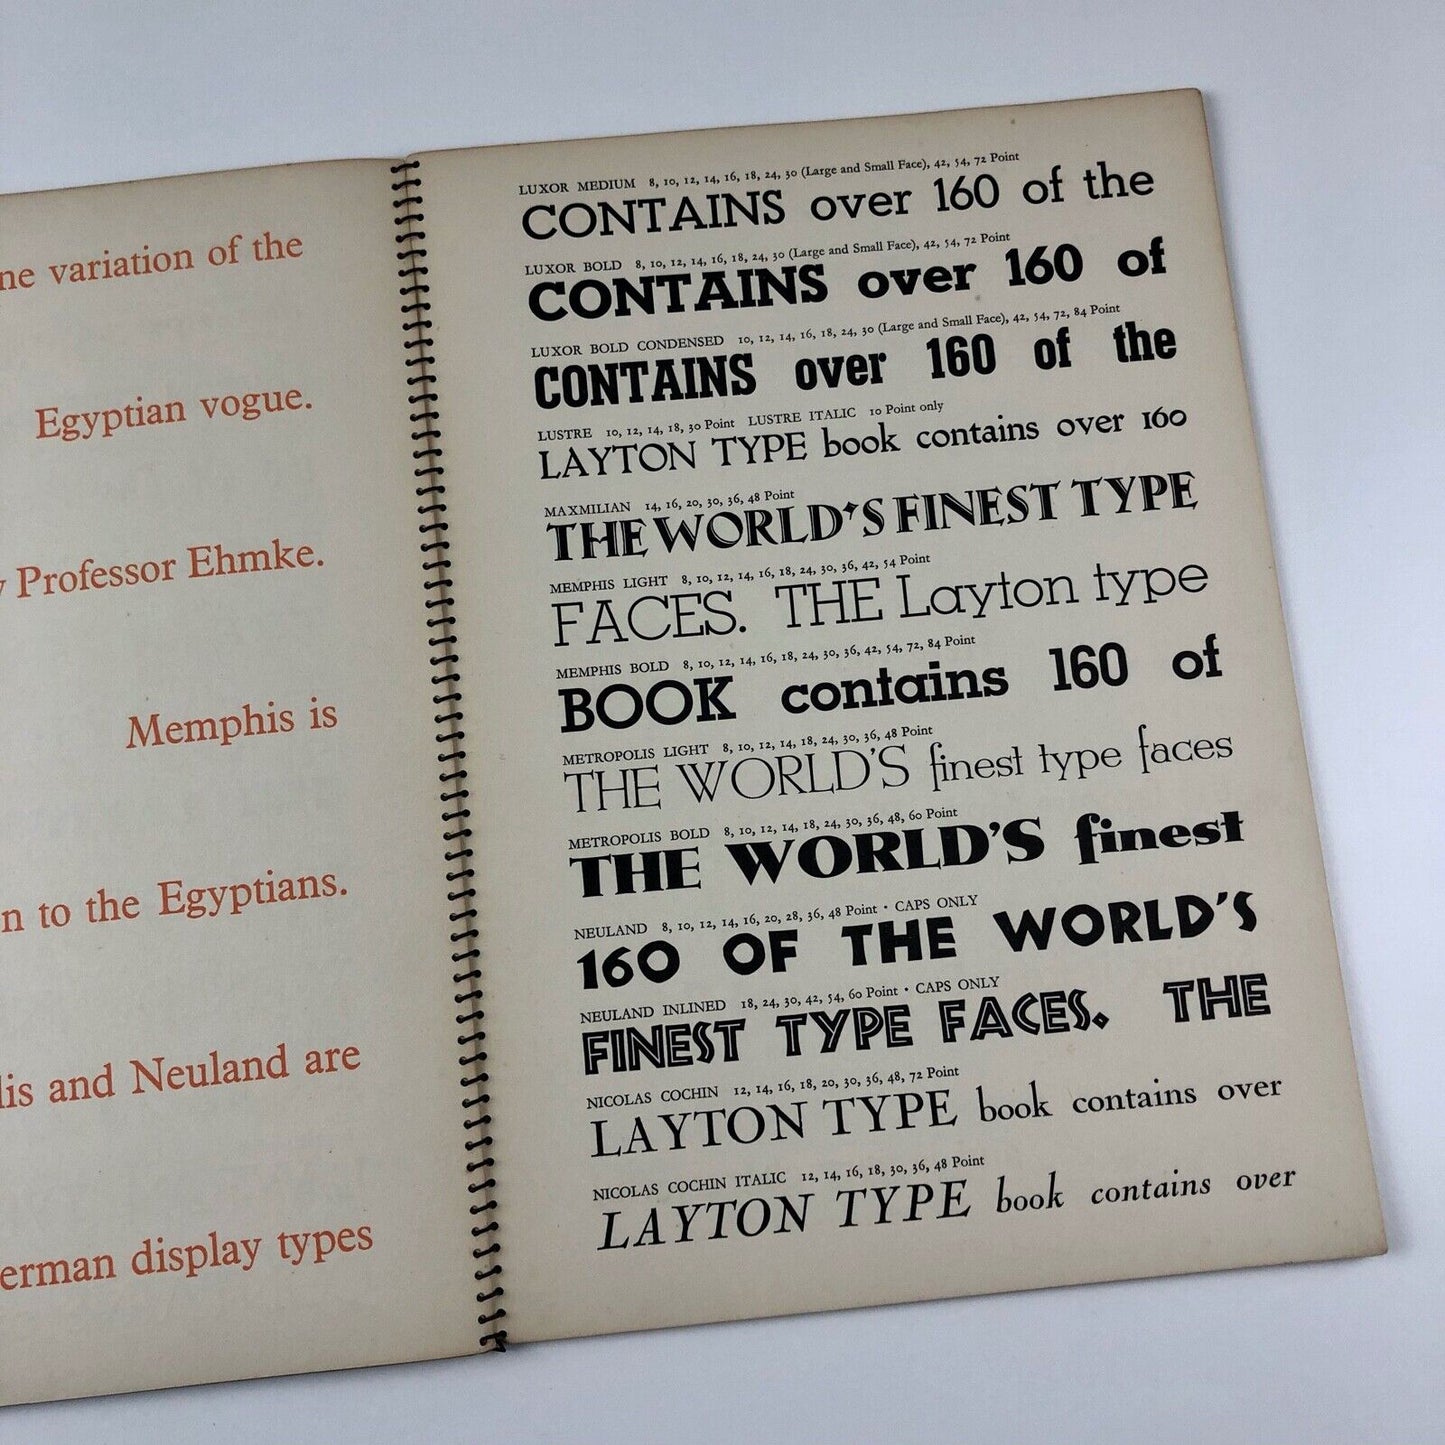 ne variation of the
Egyptian vogue.
Professor Ehmke.
Memphis is
n to the Egyptians.
lis and Neuland are
erman display types
LUXOR MEDIUM 8, 10, 12, 14, 16, 18, 24, 30 (Large and Small Face), 42, 54, 72 Point
CONTAINS over 160 of the
LUXOR BOLD 8, 10, 12, 14, 16, 18, 24, 30 (Large and Small Face), 42, 54, 72 Point
CONTAINS over 160 of
LUXOR BOLD CONDENSED 10, 12, 14, 16, 18, 24, 30 (Large and Small Face), 42, 54, 72, 84 Point
CONTAINS over 160 of the
LUSTRE 10, 12, 14, 18, 30 Point LUSTRE ITALIC 10 Point only
LAYTON TYPE book contains over 160
MAXMILIAN 14, 16, 20, 30, 36, 48 Point
THE WORLD'S FINEST TYPE
MEMPHIS LIGHT 8, 10, 12, 14, 16, 18, 24, 30, 36, 42, 54 Point
FACES. THE Layton type
MEMPHIS BOLD 8, 10, 12, 14, 16, 18, 24, 30, 36, 42, 54, 72, 84 Point
BOOK contains 160 of
METROPOLIS LIGHT 8, 10, 12, 14, 18, 24, 30, 36, 48 Point
THE WORLD'S finest type faces
METROPOLIS BOLD 8, 10, 12, 14, 18, 24, 30, 36, 48, 60 Point
THE WORLD'S finest
NEULAND 8, 10, 12, 14, 16, 20, 28, 36, 48 Point · CAPS ONLY
160 OF THE WORLD'S
NEULAND INLINED 18, 24, 30, 42, 54, 60 Point · CAPS ONLY
FINEST TYPE FACES. THE
NICOLAS COCHIN 12, 14, 16, 18, 20, 30, 36, 48, 72 Point
LAYTON TYPE book contains over
NICOLAS COCHIN ITALIC 12, 14, 16, 18, 30, 36, 48 Point
LAYTON TYPE book contains over